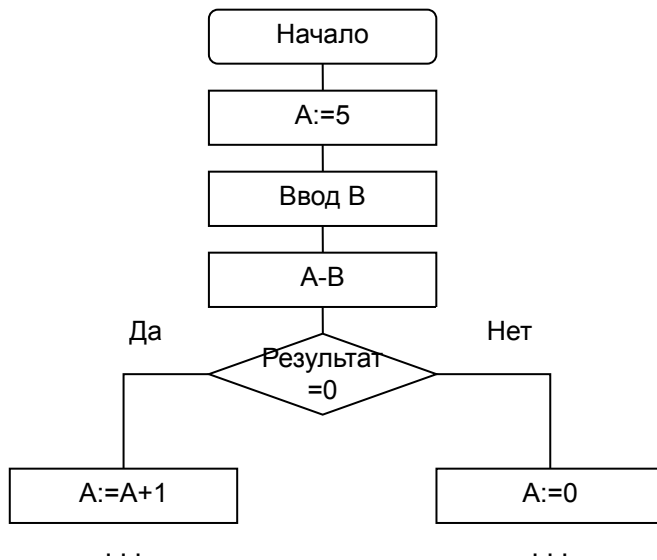 Начало
А:=5
Ввод В
А-В
Да
Нет
Результат
=0
А:=А+1
А:=0
...
...